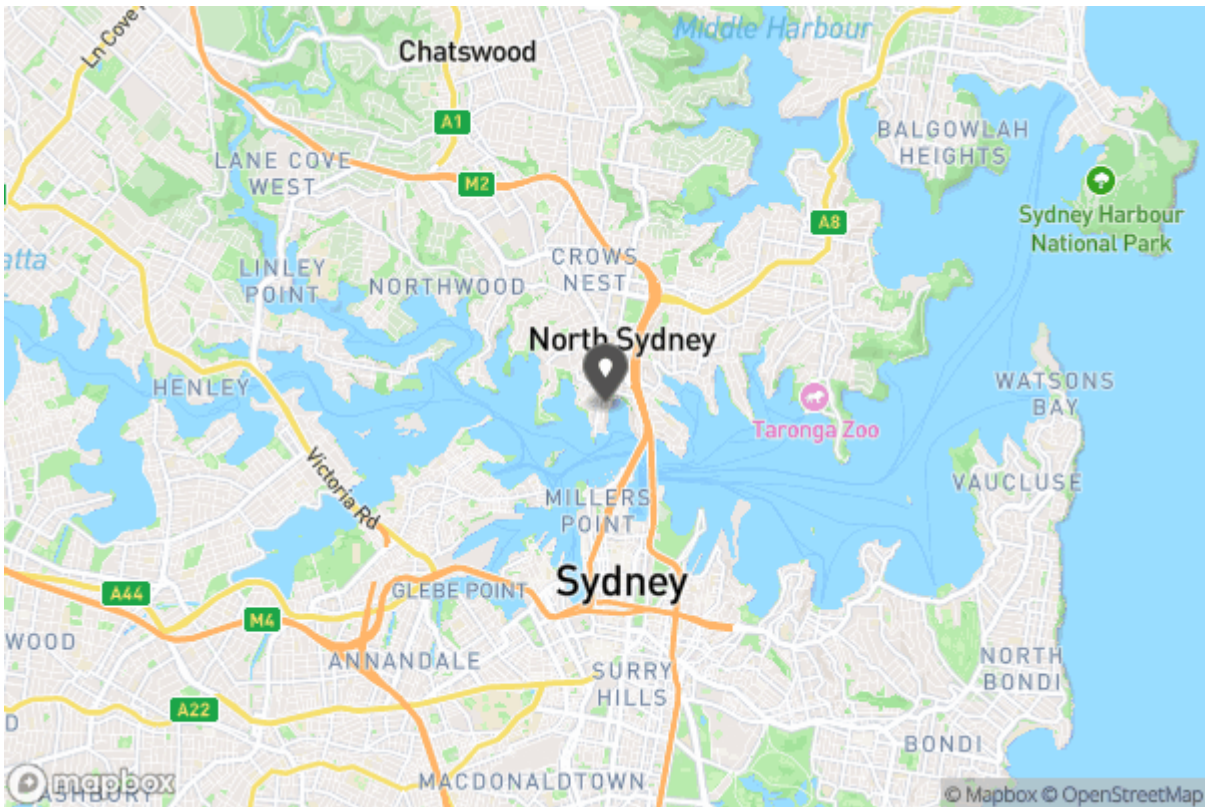 Ln Cove
Chatswood
Middle Harbour
A1
BALGOWLAH
HEIGHTS
LANE COVE
WEST
M2
Sydney Harbour
National Park
A8
CROWS
NEST
atta
LINLEY
POINT
NORTHWOOD
North Sydney
HENLEY
WATSONS
BAY
Taronga Zoo
Victoria Rd
VAUCLUSE
MILLERS
POINT
Sydney
GLEBE POINT
A44
M4
WOOD
ANNANDALE
SURRY
HILLS
NORTH
BONDI
A22
D
BONDI
MACDONALDTOWN
mapbox
ASHBURY
© Mapbox © OpenStreetMap